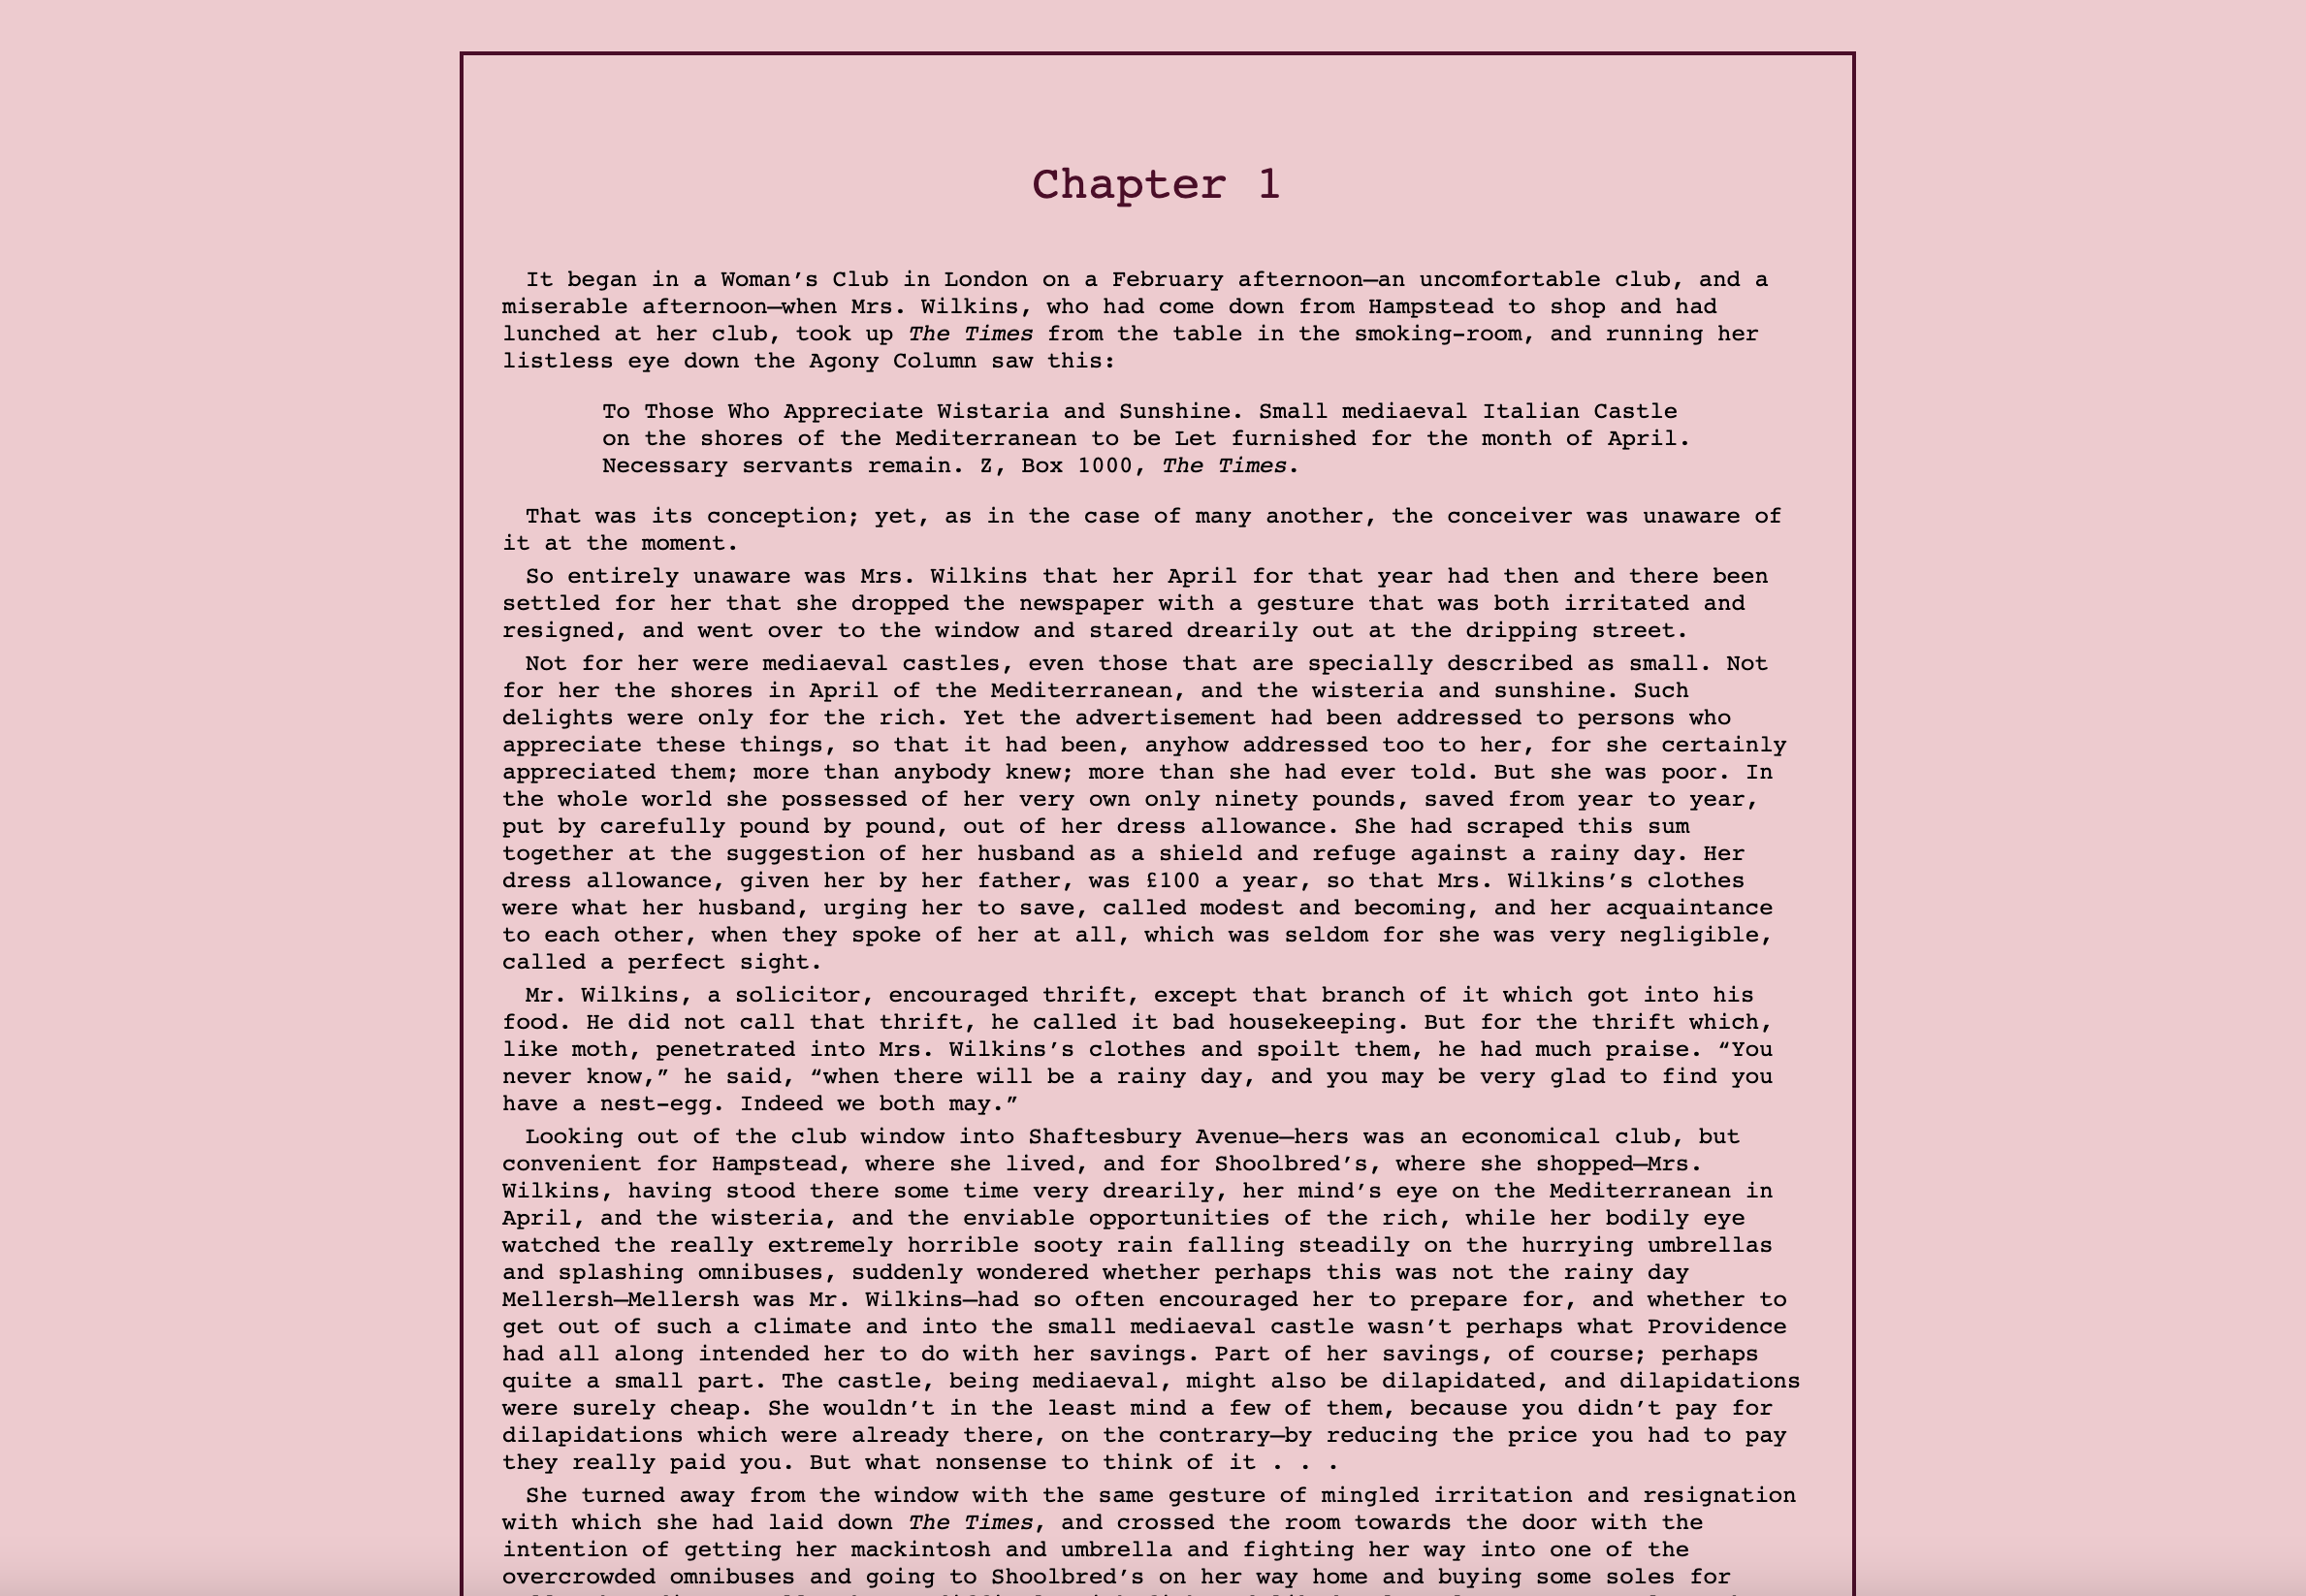 Chapter 1
It began in a Woman’s Club in London on a February afternoon—an uncomfortable club, and a
miserable afternoon—when Mrs. Wilkins, who had come down from Hampstead to shop and had
lunched at her club, took up The Times from the table in the smoking-room, and running her
listless eye down the Agony Column saw this:
To Those Who Appreciate Wistaria and Sunshine. Small mediaeval Italian Castle
on the shores of the Mediterranean to be Let furnished for the month of April.
Necessary servants remain. Z, Box 1000, The Times.
That was its conception; yet, as in the case of many another, the conceiver was unaware of
it at the moment.
So entirely unaware was Mrs. Wilkins that her April for that year had then and there been
settled for her that she dropped the newspaper with a gesture that was both irritated and
resigned, and went over to the window and stared drearily out at the dripping street.
Not for her were mediaeval castles, even those that are specially described as small. Not
for her the shores in April of the Mediterranean, and the wisteria and sunshine. Such
delights were only for the rich. Yet the advertisement had been addressed to persons who
appreciate these things, so that it had been, anyhow addressed too to her, for she certainly
appreciated them; more than anybody knew; more than she had ever told. But she was poor. In
the whole world she possessed of her very own only ninety pounds, saved from year to year,
put by carefully pound by pound, out of her dress allowance. She had scraped this sum
together at the suggestion of her husband as a shield and refuge against a rainy day. Her
dress allowance, given her by her father, was £100 a year, so that Mrs. Wilkins’s clothes
were what her husband, urging her to save, called modest and becoming, and her acquaintance
to each other, when they spoke of her at all, which was seldom for she was very negligible,
called a perfect sight.
Mr. Wilkins, a solicitor, encouraged thrift, except that branch of it which got into his
food. He did not call that thrift, he called it bad housekeeping. But for the thrift which,
like moth, penetrated into Mrs. Wilkins’s clothes and spoilt them, he had much praise. “You
never know,” he said, “when there will be a rainy day, and you may be very glad to find you
have a nest-egg. Indeed we both may.”
Looking out of the club window into Shaftesbury Avenue—hers was an economical club, but
convenient for Hampstead, where she lived, and for Shoolbred’s, where she shopped—Mrs.
Wilkins, having stood there some time very drearily, her mind’s eye on the Mediterranean in
April, and the wisteria, and the enviable opportunities of the rich, while her bodily eye
watched the really extremely horrible sooty rain falling steadily on the hurrying umbrellas
and splashing omnibuses, suddenly wondered whether perhaps this was not the rainy day
Mellersh—Mellersh was Mr. Wilkins—had so often encouraged her to prepare for, and whether to
get out of such a climate and into the small mediaeval castle wasn’t perhaps what Providence
had all along intended her to do with her savings. Part of her savings, of course; perhaps
quite a small part. The castle, being mediaeval, might also be dilapidated, and dilapidations
were surely cheap. She wouldn’t in the least mind a few of them, because you didn’t pay for
dilapidations which were already there, on the contrary—by reducing the price you had to pay
they really paid you. But what nonsense to think of it . . .
She turned away from the window with the same gesture of mingled irritation and resignation
with which she had laid down The Times, and crossed the room towards the door with the
intention of getting her mackintosh and umbrella and fighting her way into one of the
overcrowded omnibuses and going to Shoolbred’s on her way home and buying some soles for